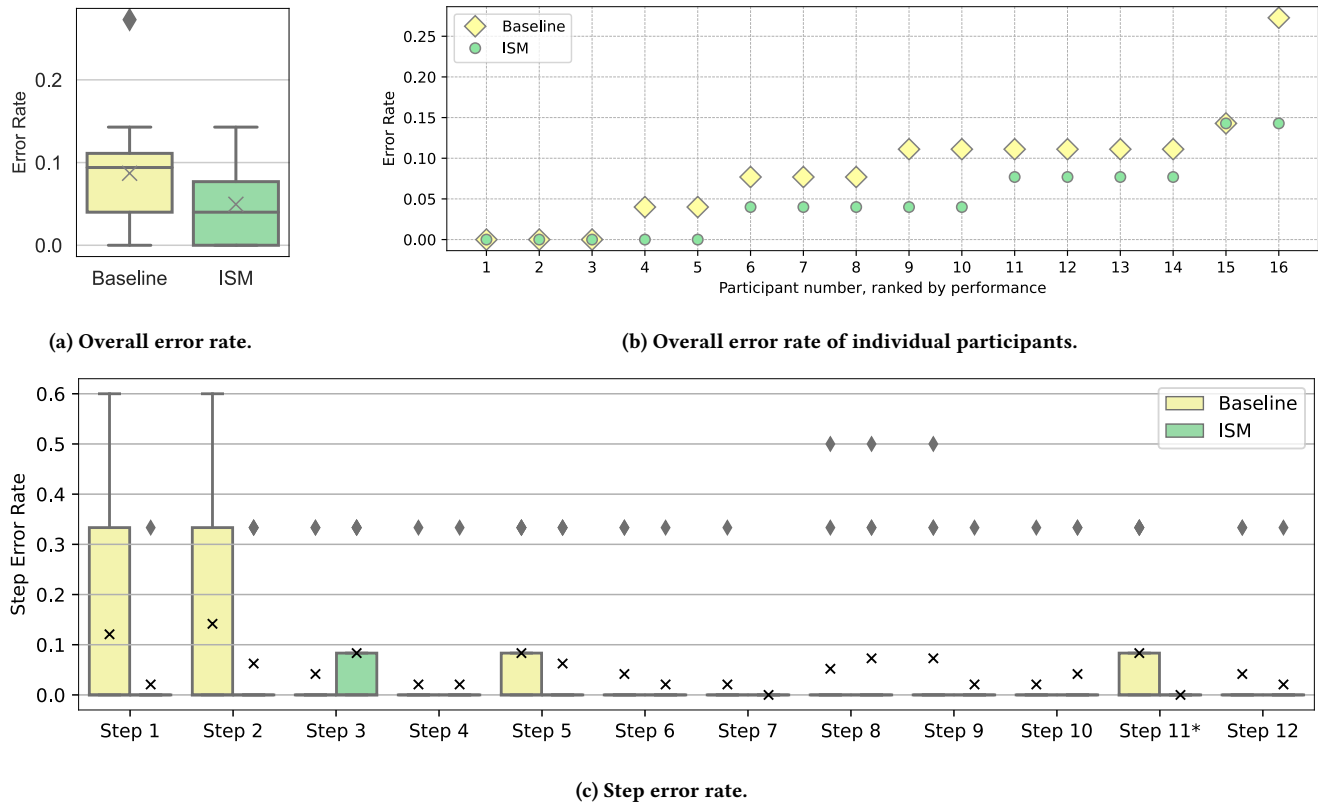 Error Rate
0.2
0.1
0.0
Baseline
ISM
(a) Overall error rate.
Error Rate
0.25
0.20
0.15
0.10
0.05
0.00
Baseline
ISM
1 2 3 4 5 6 7 8 9 10 11 12 13 14 15 16
Participant number, ranked by performance
(b) Overall error rate of individual participants.
Step Error Rate
0.6
0.5
0.4
0.3
0.2
0.1
0.0
Baseline
ISM
Step 1 Step 2 Step 3 Step 4 Step 5 Step 6 Step 7 Step 8 Step 9 Step 10 Step 11* Step 12
(c) Step error rate.